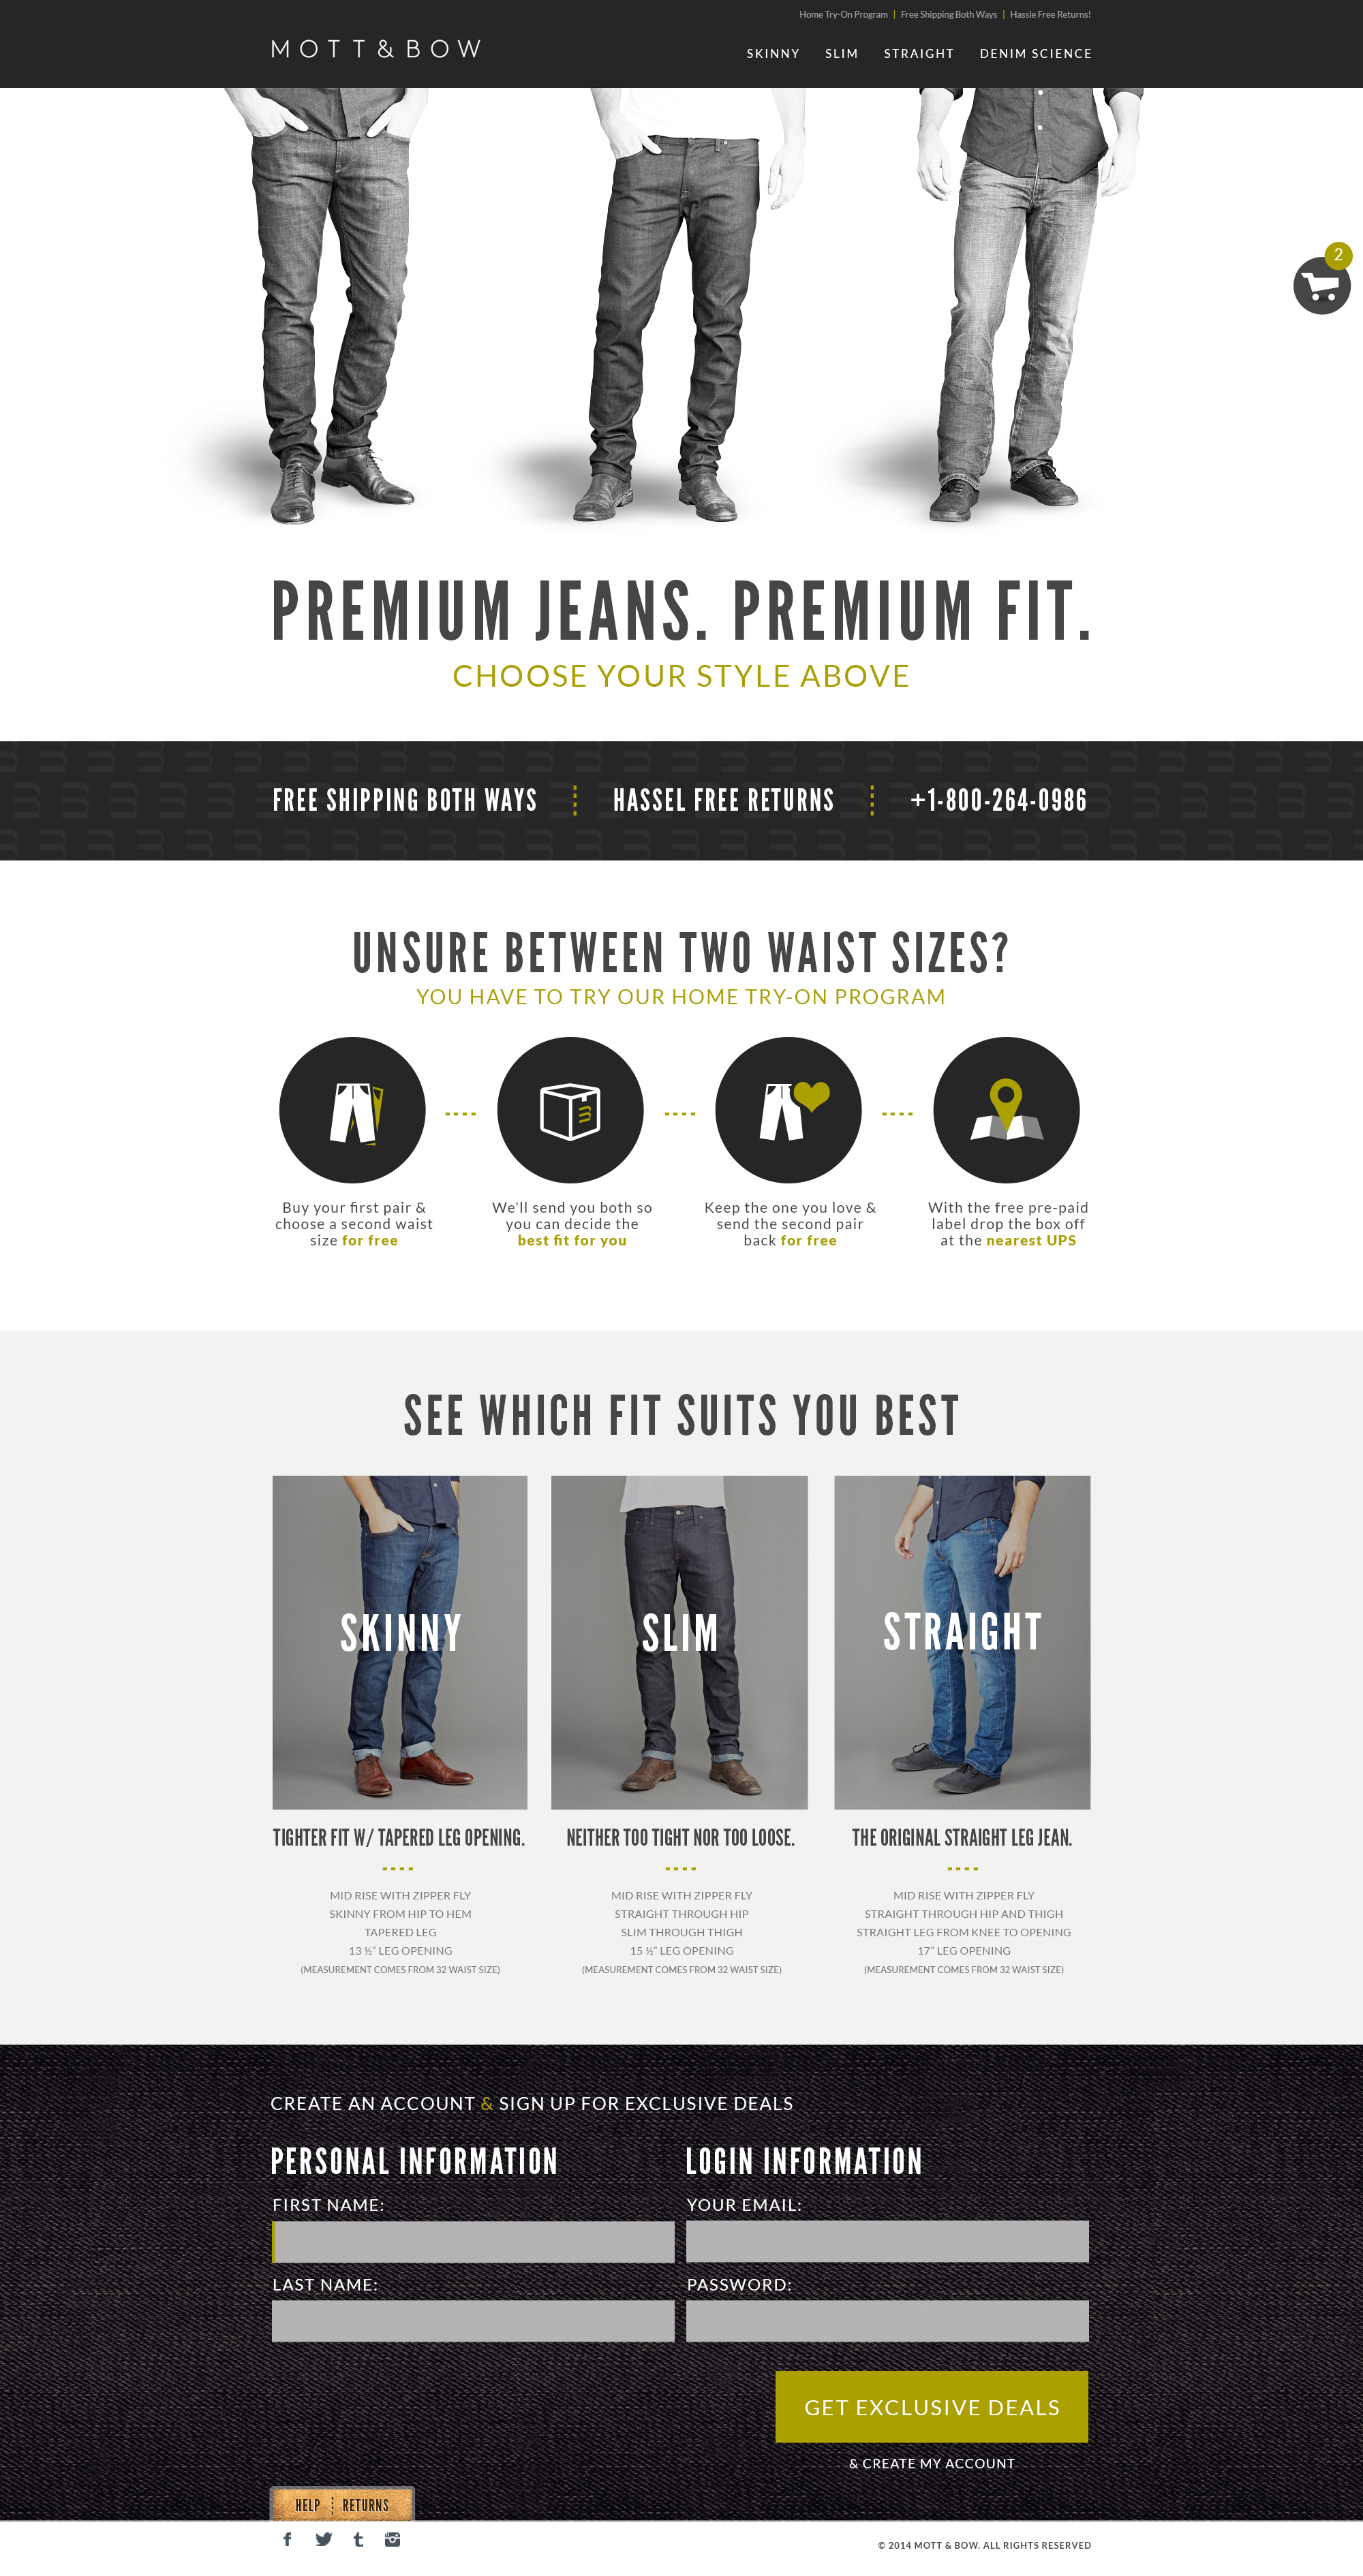 Home Try-On Program | Free Shipping Both Ways | Hassle Free Returns!
MOTT & BOW
SKINNY SLIM STRAIGHT DENIM SCIENCE
2
PREMIUM JEANS. PREMIUM FIT.
CHOOSE YOUR STYLE ABOVE
FREE SHIPPING BOTH WAYS
HASSEL FREE RETURNS
+1-800-264-0986
UNSURE BETWEEN TWO WAIST SIZES?
YOU HAVE TO TRY OUR HOME TRY-ON PROGRAM
Buy your first pair &
choose a second waist
size for free
We'll send you both so
you can decide the
best fit for you
Keep the one you love &
send the second pair
back for free
With the free pre-paid
label drop the box off
at the nearest UPS
SEE WHICH FIT SUITS YOU BEST
SKINNY
TIGHTER FIT W/ TAPERED LEG OPENING.
MID RISE WITH ZIPPER FLY
SKINNY FROM HIP TO HEM
TAPERED LEG
13 ½” LEG OPENING
(MEASUREMENT COMES FROM 32 WAIST SIZE)
SLIM
NEITHER TOO TIGHT NOR TOO LOOSE.
MID RISE WITH ZIPPER FLY
STRAIGHT THROUGH HIP
SLIM THROUGH THIGH
15 ½” LEG OPENING
(MEASUREMENT COMES FROM 32 WAIST SIZE)
STRAIGHT
THE ORIGINAL STRAIGHT LEG JEAN.
MID RISE WITH ZIPPER FLY
STRAIGHT THROUGH HIP AND THIGH
STRAIGHT LEG FROM KNEE TO OPENING
17” LEG OPENING
(MEASUREMENT COMES FROM 32 WAIST SIZE)
CREATE AN ACCOUNT & SIGN UP FOR EXCLUSIVE DEALS
PERSONAL INFORMATION
FIRST NAME:
LAST NAME:
LOGIN INFORMATION
YOUR EMAIL:
PASSWORD:
GET EXCLUSIVE DEALS
& CREATE MY ACCOUNT
HELP RETURNS
© 2014 MOTT & BOW. ALL RIGHTS RESERVED